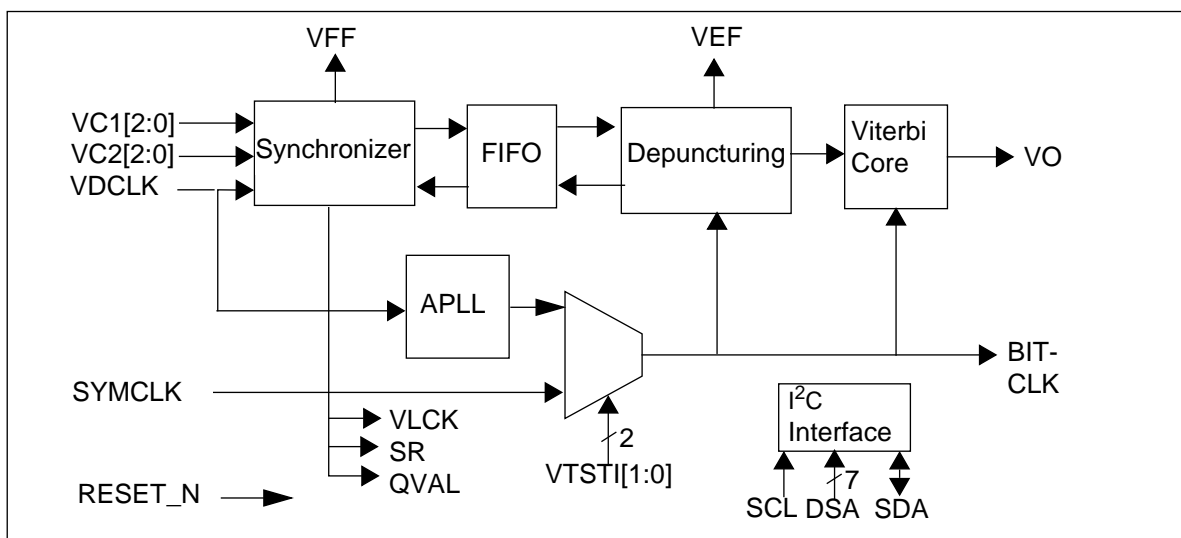 VFF
VEF
VC1[2:0]
VC2[2:0]
VDCLK
Synchronizer
FIFO
Depuncturing
Viterbi
Core
VO
APLL
BIT-
CLK
SYMCLK
VLCK
SR
QVAL
2
VTSTI[1:0]
I²C
Interface
7
SCL
DSA
SDA
RESET_N